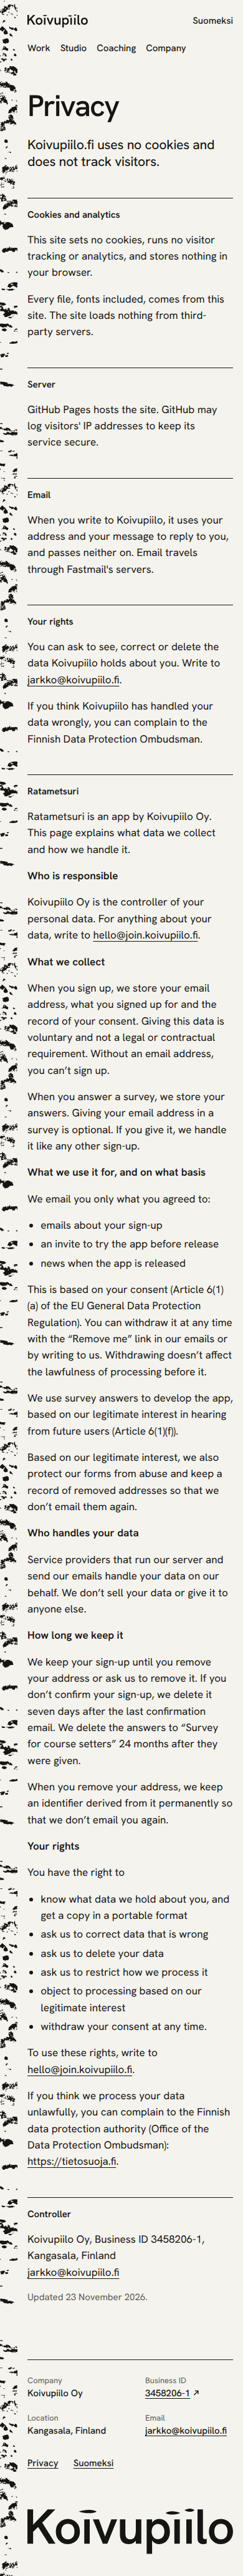 Koivupiilo
Suomeksi
Work Studio Coaching Company
Privacy
Koivupiilo.fi uses no cookies and
does not track visitors.
Cookies and analytics
This site sets no cookies, runs no visitor
tracking or analytics, and stores nothing in
your browser.
Every file, fonts included, comes from this
site. The site loads nothing from third-
party servers.
Server
GitHub Pages hosts the site. GitHub may
log visitors' IP addresses to keep its
service secure.
Email
When you write to Koivupiilo, it uses your
address and your message to reply to you,
and passes neither on. Email travels
through Fastmail's servers.
Your rights
You can ask to see, correct or delete the
data Koivupiilo holds about you. Write to
jarkko@koivupiilo.fi.
If you think Koivupiilo has handled your
data wrongly, you can complain to the
Finnish Data Protection Ombudsman.
Ratametsuri
Ratametsuri is an app by Koivupiilo Oy.
This page explains what data we collect
and how we handle it.
Who is responsible
Koivupiilo Oy is the controller of your
personal data. For anything about your
data, write to hello@join.koivupiilo.fi.
What we collect
When you sign up, we store your email
address, what you signed up for and the
record of your consent. Giving this data is
voluntary and not a legal or contractual
requirement. Without an email address,
you can’t sign up.
When you answer a survey, we store your
answers. Giving your email address in a
survey is optional. If you give it, we handle
it like any other sign-up.
What we use it for, and on what basis
We email you only what you agreed to:
• emails about your sign-up
• an invite to try the app before release
• news when the app is released
This is based on your consent (Article 6(1)
(a) of the EU General Data Protection
Regulation). You can withdraw it at any time
with the “Remove me” link in our emails or
by writing to us. Withdrawing doesn’t affect
the lawfulness of processing before it.
We use survey answers to develop the app,
based on our legitimate interest in hearing
from future users (Article 6(1)(f)).
Based on our legitimate interest, we also
protect our forms from abuse and keep a
record of removed addresses so that we
don’t email them again.
Who handles your data
Service providers that run our server and
send our emails handle your data on our
behalf. We don’t sell your data or give it to
anyone else.
How long we keep it
We keep your sign-up until you remove
your address or ask us to remove it. If you
don’t confirm your sign-up, we delete it
seven days after the last confirmation
email. We delete the answers to “Survey
for course setters” 24 months after they
were given.
When you remove your address, we keep
an identifier derived from it permanently so
that we don’t email you again.
Your rights
You have the right to
• know what data we hold about you, and
get a copy in a portable format
• ask us to correct data that is wrong
• ask us to delete your data
• ask us to restrict how we process it
• object to processing based on our
legitimate interest
• withdraw your consent at any time.
To use these rights, write to
hello@join.koivupiilo.fi.
If you think we process your data
unlawfully, you can complain to the Finnish
data protection authority (Office of the
Data Protection Ombudsman):
https://tietosuoja.fi.
Controller
Koivupiilo Oy, Business ID 3458206-1,
Kangasala, Finland
jarkko@koivupiilo.fi
Updated 23 November 2026.
Company
Koivupiilo Oy
Business ID
3458206-1 ↗
Location
Kangasala, Finland
Email
jarkko@koivupiilo.fi
Privacy Suomeksi
Koivupiilo